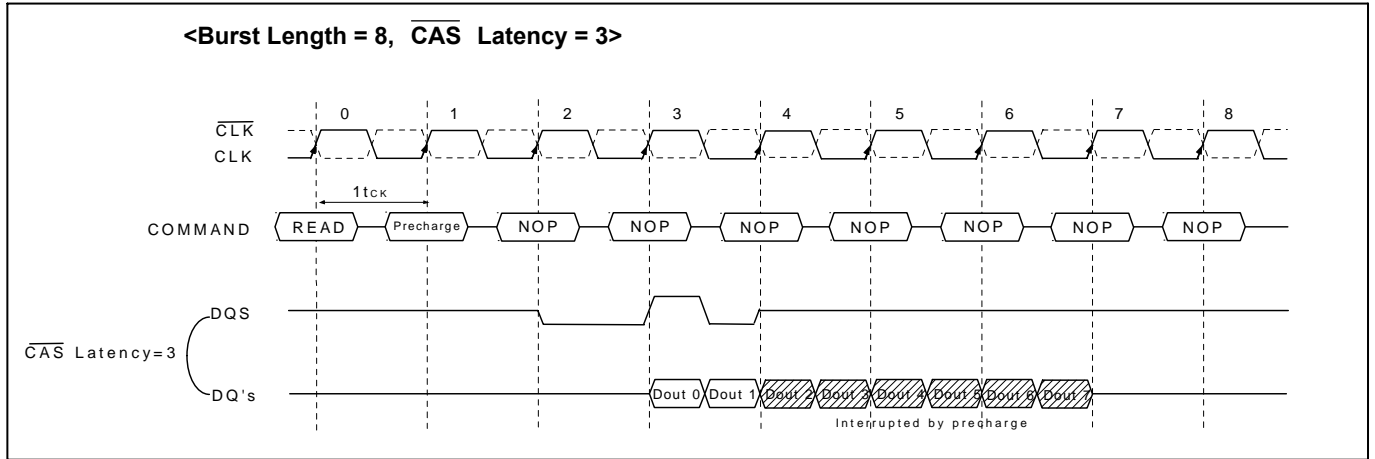 <Burst Length = 8, CAS Latency = 3>
0 1 2 3 4 5 6 7 8
CLK
CLK
1tCK
COMMAND READ Precharge NOP NOP NOP NOP NOP NOP NOP
DQS
CAS Latency=3
DQ's Dout 0 Dout 1 Dout 2 Dout 3 Dout 4 Dout 5 Dout 6 Dout 7
Interrupted by precharge